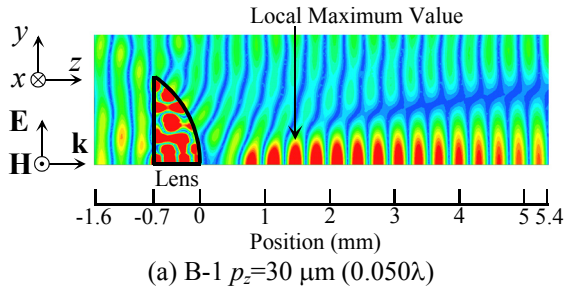 Local Maximum Value
y
x z
E
k
H
Lens
-1.6 -0.7 0 1 2 3 4 5 5.4
Position (mm)
(a) B-1 p_z=30 μm (0.050λ)